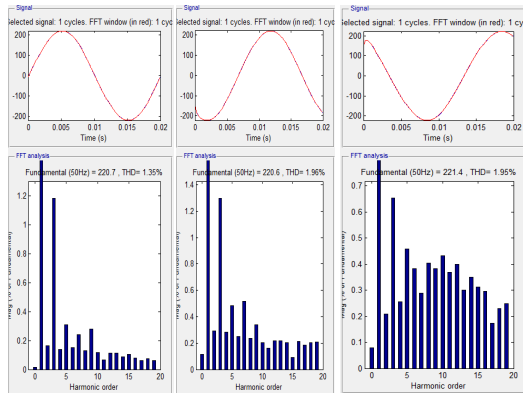 Signal
Selected signal: 1 cycles. FFT window (in red): 1 cyc
200
100
0
-100
-200
0 0.005 0.01 0.015 0.02
Time (s)
FFT analysis
Fundamental (50Hz) = 220.7 , THD= 1.35%
1.2
1
0.8
0.6
0.4
0.2
0
0 5 10 15 20
Harmonic order
Signal
Selected signal: 1 cycles. FFT window (in red): 1 cyc
200
100
0
-100
-200
0 0.005 0.01 0.015 0.02
Time (s)
FFT analysis
Fundamental (50Hz) = 220.6 , THD= 1.96%
1.2
1
0.8
0.6
0.4
0.2
0
0 5 10 15 20
Harmonic order
Mag (% of Fundamental)
Signal
Selected signal: 1 cycles. FFT window (in red): 1 cy
200
100
0
-100
-200
0 0.005 0.01 0.015 0.02
Time (s)
FFT analysis
Fundamental (50Hz) = 221.4 , THD= 1.95%
0.7
0.6
0.5
0.4
0.3
0.2
0.1
0
0 5 10 15 20
Harmonic order
Mag (% of Fundamental)